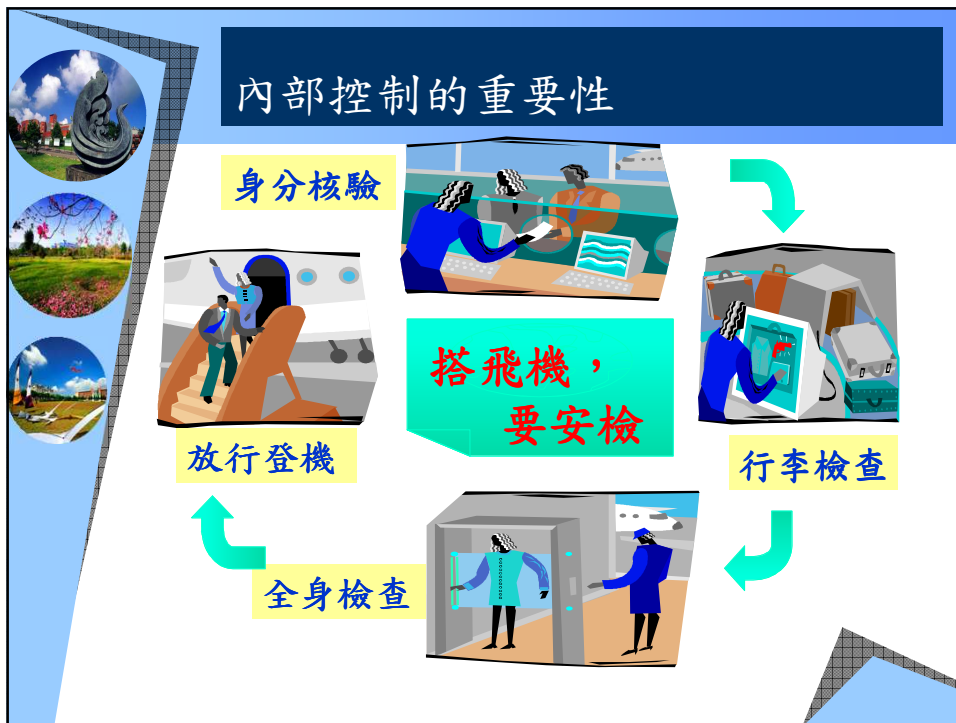 內部控制的重要性
身分核驗
搭飛機，
要安檢
行李檢查
全身檢查
放行登機